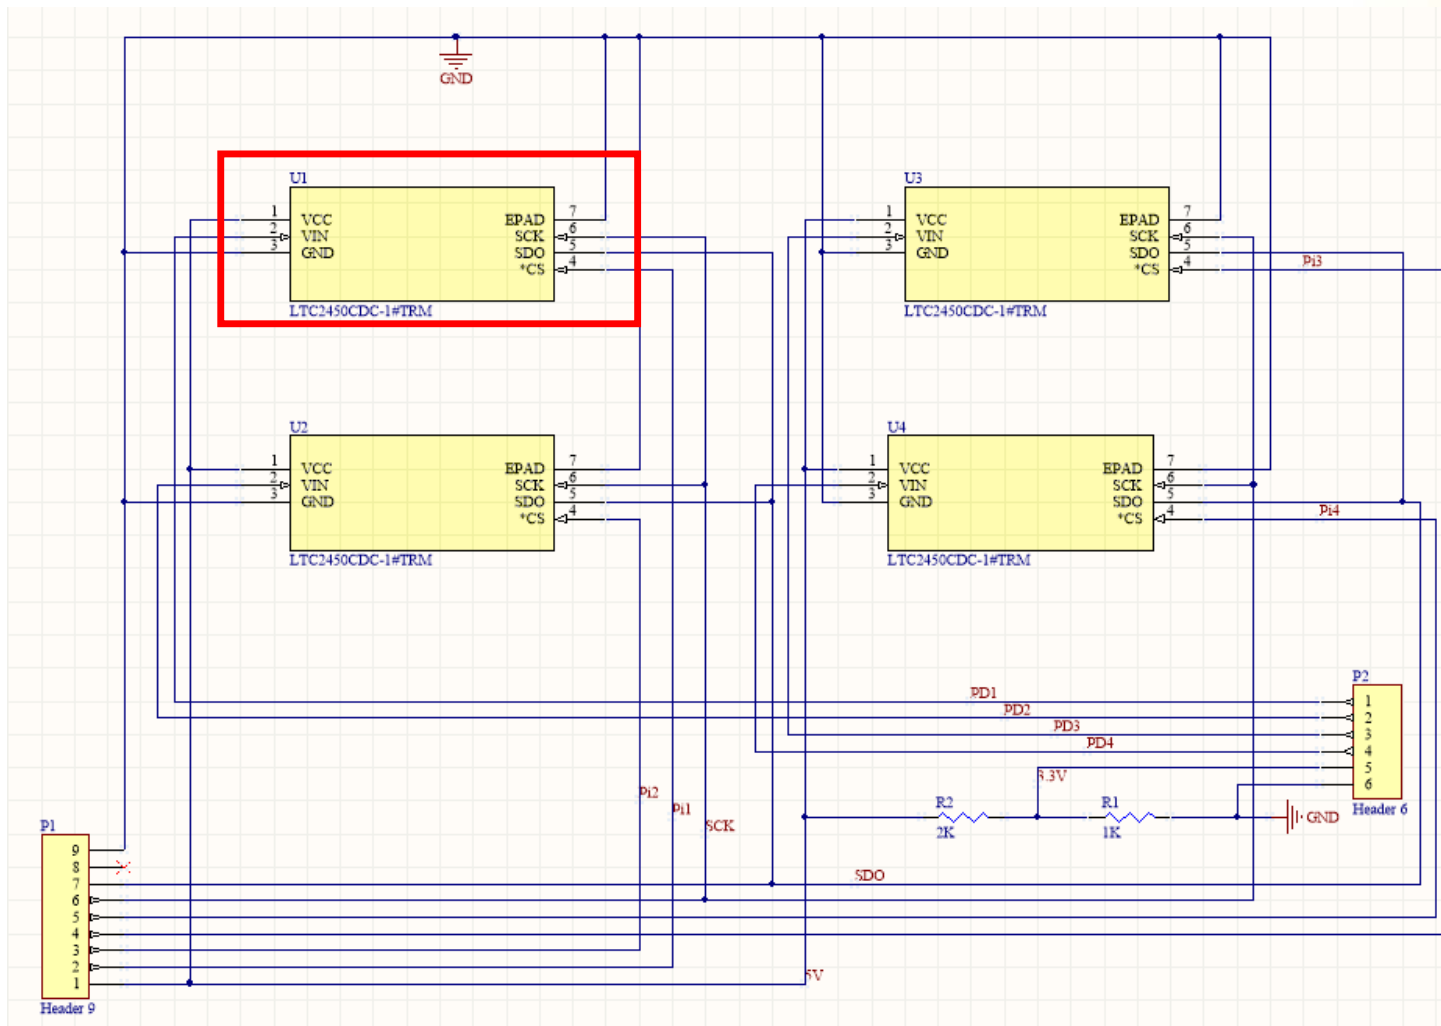 GND
U1
U3
1 VCC EPAD 7
2 VIN SCK 6
3 GND SDO 5
*CS 4
LTC2450CDC-1#TRM
1 VCC EPAD 7
2 VIN SCK 6
3 GND SDO 5
*CS 4
Pi3
LTC2450CDC-1#TRM
U2
U4
1 VCC EPAD 7
2 VIN SCK 6
3 GND SDO 5
*CS 4
LTC2450CDC-1#TRM
1 VCC EPAD 7
2 VIN SCK 6
3 GND SDO 5
*CS 4
Pi4
LTC2450CDC-1#TRM
P2
PD1 1
PD2 2
PD3 3
PD4 4
5
3.3V
6
Header 6
Pi2
Pi1
SCK
R2
2K
R1
1K
GND
P1
9
8
7
6
5
4
3
2
1
SDO
5V
Header 9